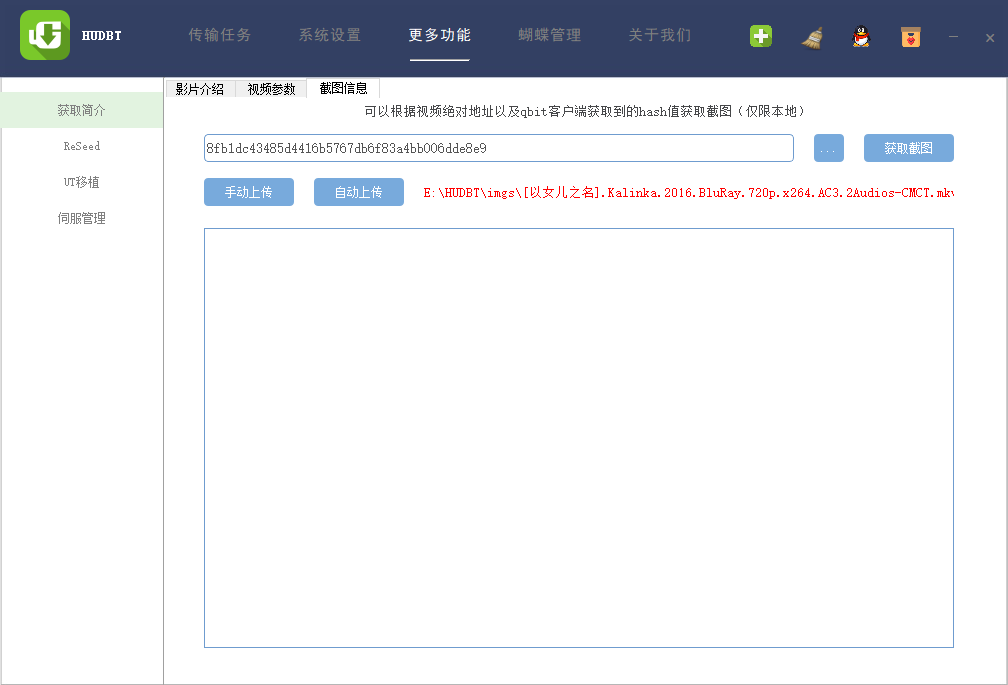 HUDBT
传输任务
系统设置
更多功能
蝴蝶管理
关于我们
获取简介
ReSeed
UT移植
伺服管理
影片介绍
视频参数
截图信息
可以根据视频绝对地址以及qbit客户端获取到的hash值获取截图（仅限本地）
8fb1dc43485d4416b5767db6f83a4bb006dde8e9
...
获取截图
手动上传
自动上传
E:\HUDBT\imgs\[以女儿之名].Kalinka.2016.BluRay.720p.x264.AC3.2Audios-CMCT.mkv